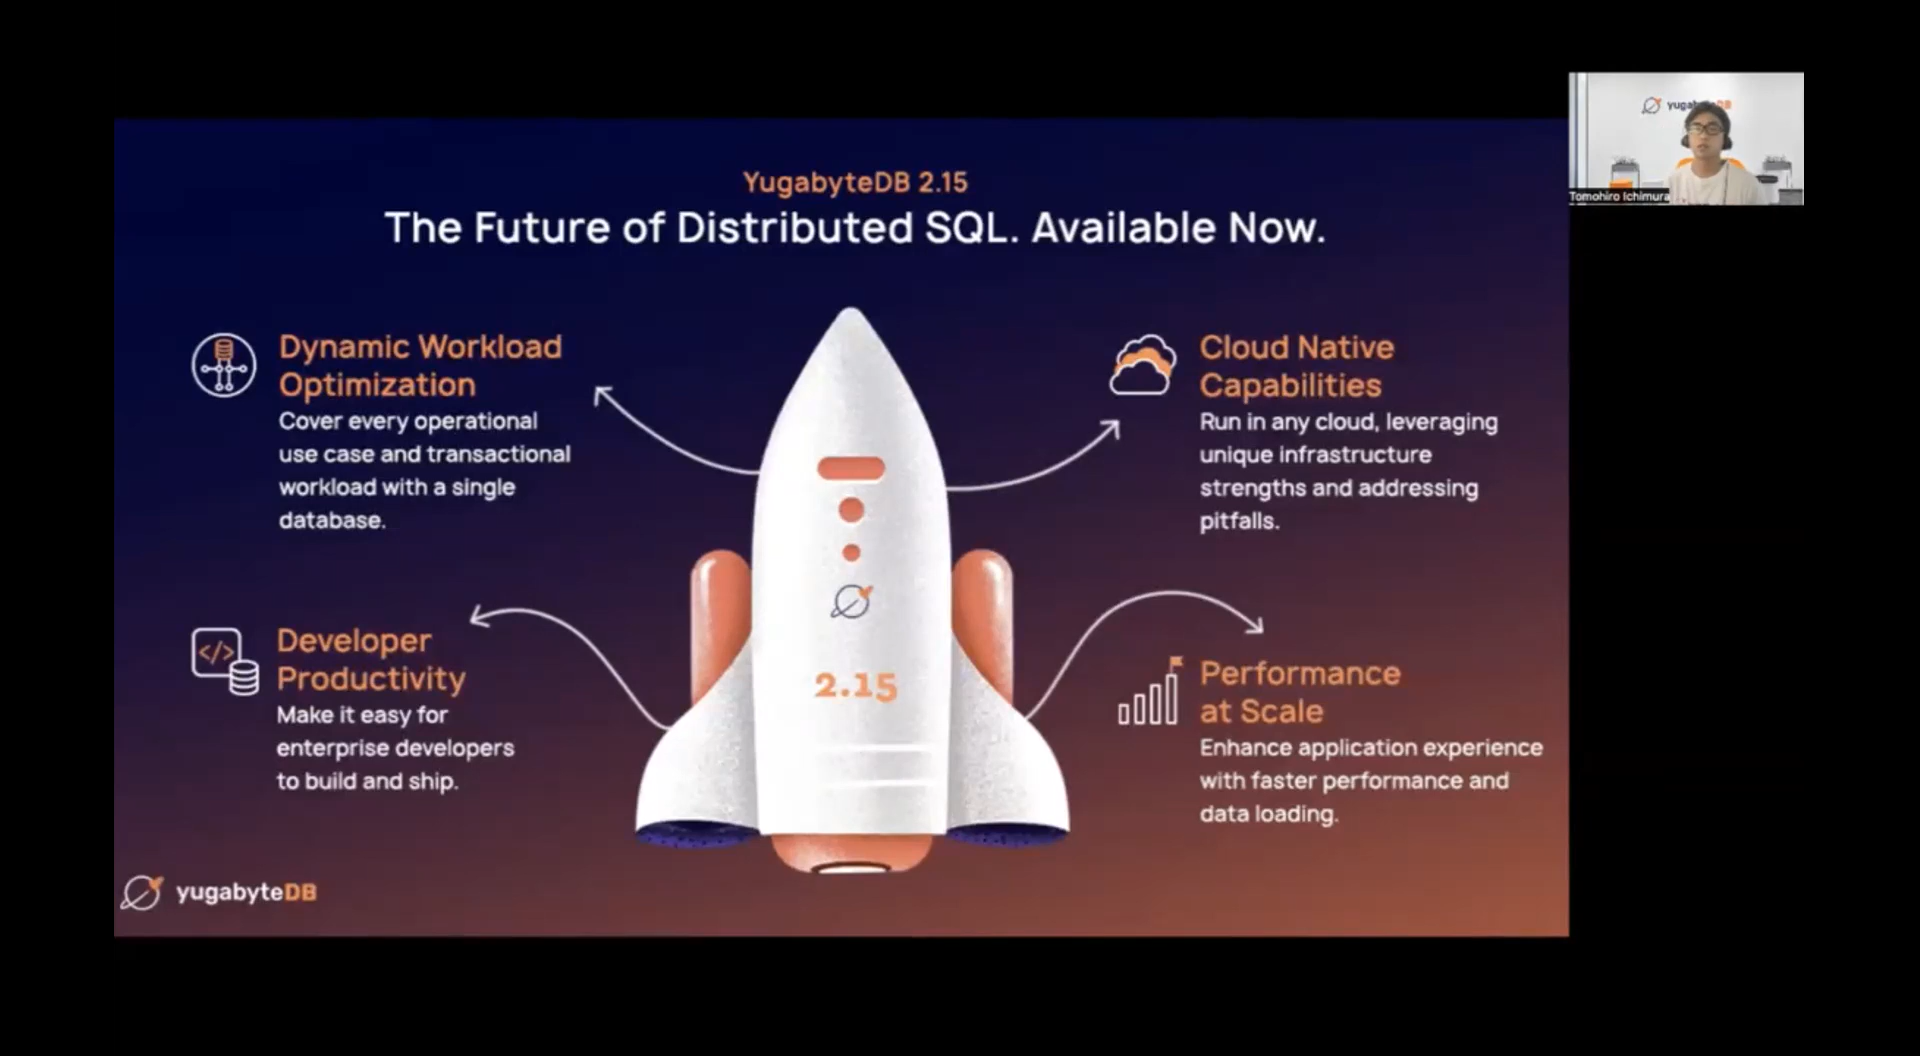 YugabyteDB 2.15
The Future of Distributed SQL. Available Now.
Dynamic Workload
Optimization
Cover every operational
use case and transactional
workload with a single
database.
Cloud Native
Capabilities
Run in any cloud, leveraging
unique infrastructure
strengths and addressing
pitfalls.
Developer
Productivity
Make it easy for
enterprise developers
to build and ship.
Performance
at Scale
Enhance application experience
with faster performance and
data loading.
2.15
yugabyteDB
Tomohiro Ichimura